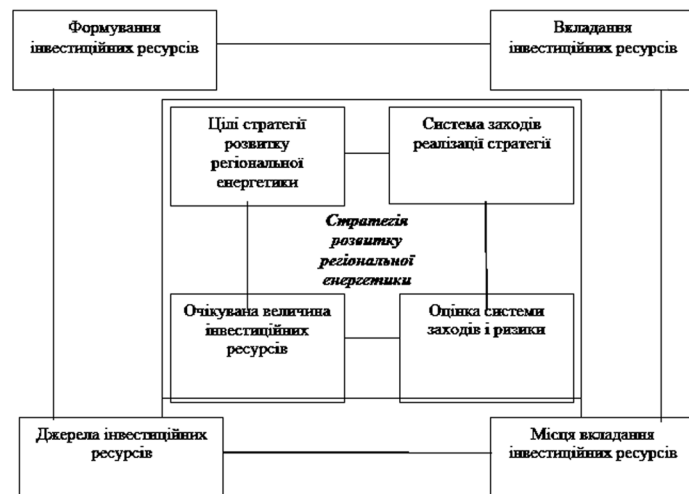 Формування
інвестиційних ресурсів
Вкладання
інвестиційних ресурсів
Цілі стратегії
розвитку
регіональної
енергетики
Система заходів
реалізації стратегії
Стратегія
розвитку
регіональної
енергетики
Очікувана величина
інвестиційних
ресурсів
Оцінка системи
заходів і ризики
Джерела інвестиційних
ресурсів
Місця вкладання
інвестиційних ресурсів